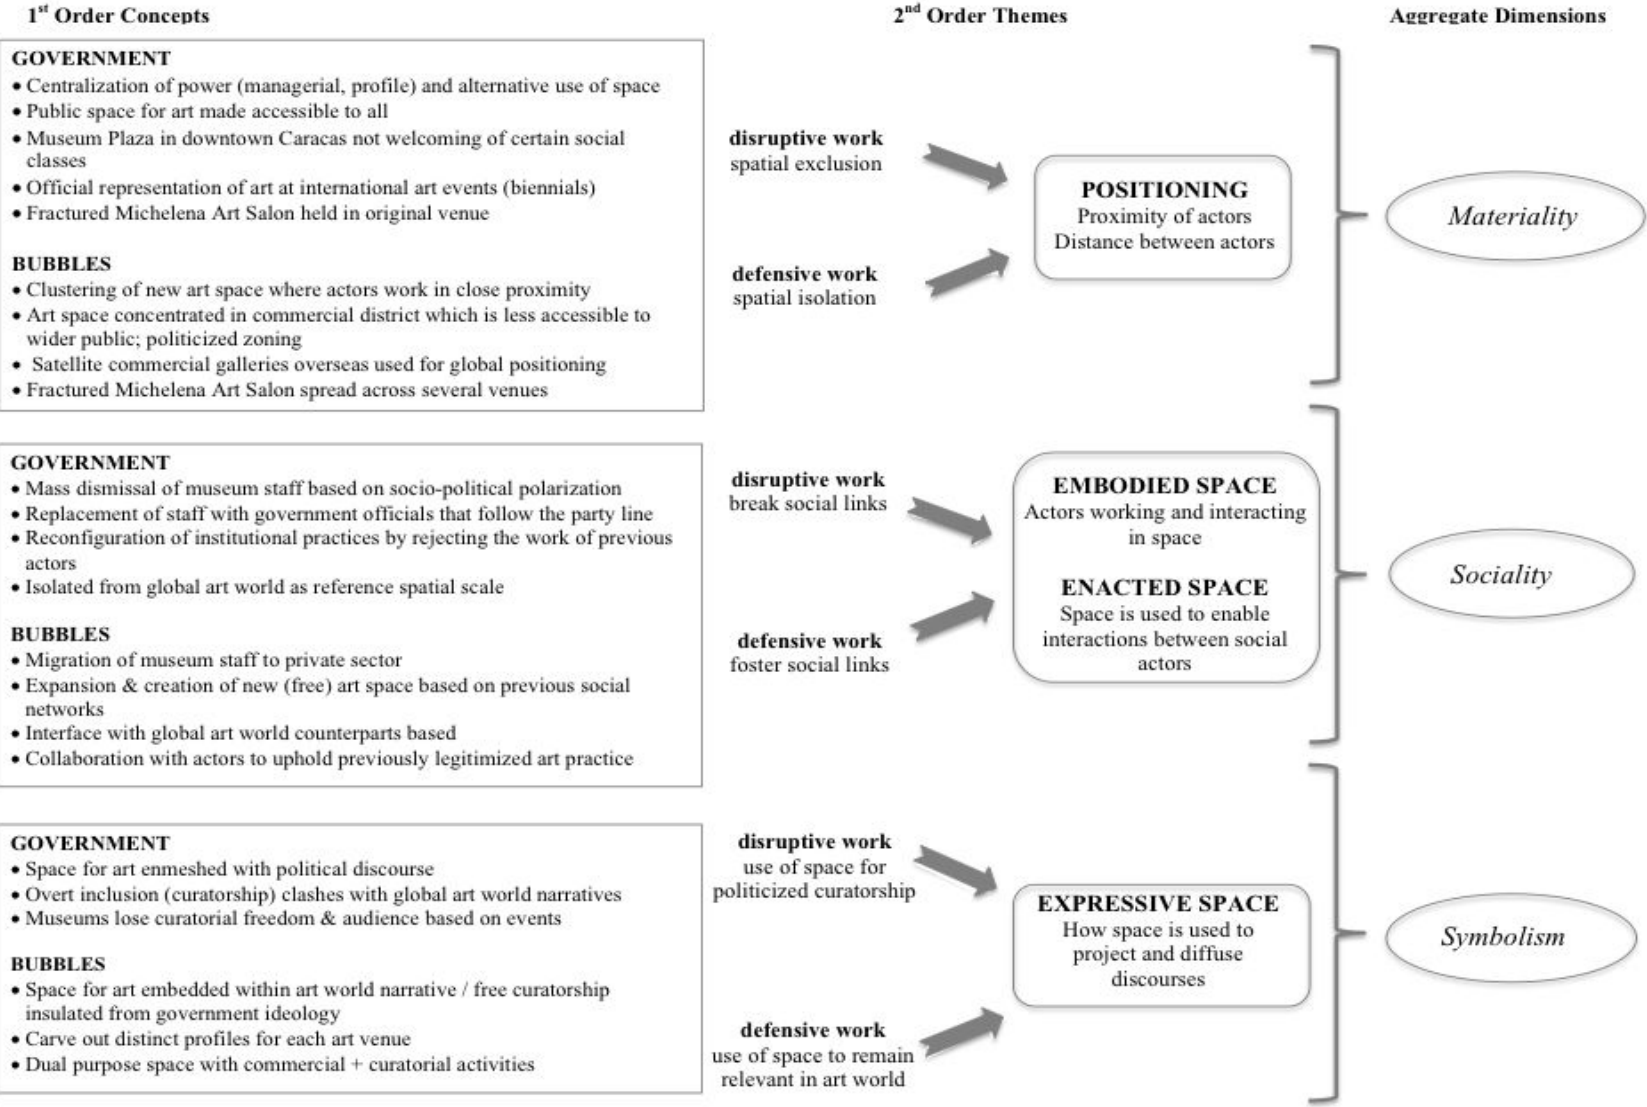 1st Order Concepts
2nd Order Themes
Aggregate Dimensions
GOVERNMENT
• Centralization of power (managerial, profile) and alternative use of space
• Public space for art made accessible to all
• Museum Plaza in downtown Caracas not welcoming of certain social
classes
• Official representation of art at international art events (biennials)
• Fractured Michelena Art Salon held in original venue
BUBBLES
• Clustering of new art space where actors work in close proximity
• Art space concentrated in commercial district which is less accessible to
wider public; politicized zoning
• Satellite commercial galleries overseas used for global positioning
• Fractured Michelena Art Salon spread across several venues
disruptive work
spatial exclusion
defensive work
spatial isolation
POSITIONING
Proximity of actors
Distance between actors
Materiality
GOVERNMENT
• Mass dismissal of museum staff based on socio-political polarization
• Replacement of staff with government officials that follow the party line
• Reconfiguration of institutional practices by rejecting the work of previous
actors
• Isolated from global art world as reference spatial scale
BUBBLES
• Migration of museum staff to private sector
• Expansion & creation of new (free) art space based on previous social
networks
• Interface with global art world counterparts based
• Collaboration with actors to uphold previously legitimized art practice
disruptive work
break social links
defensive work
foster social links
EMBODIED SPACE
Actors working and interacting
in space
ENACTED SPACE
Space is used to enable
interactions between social
actors
Sociality
GOVERNMENT
• Space for art enmeshed with political discourse
• Overt inclusion (curatorship) clashes with global art world narratives
• Museums lose curatorial freedom & audience based on events
BUBBLES
• Space for art embedded within art world narrative / free curatorship
insulated from government ideology
• Carve out distinct profiles for each art venue
• Dual purpose space with commercial + curatorial activities
disruptive work
use of space for
politicized curatorship
defensive work
use of space to remain
relevant in art world
EXPRESSIVE SPACE
How space is used to
project and diffuse
discourses
Symbolism